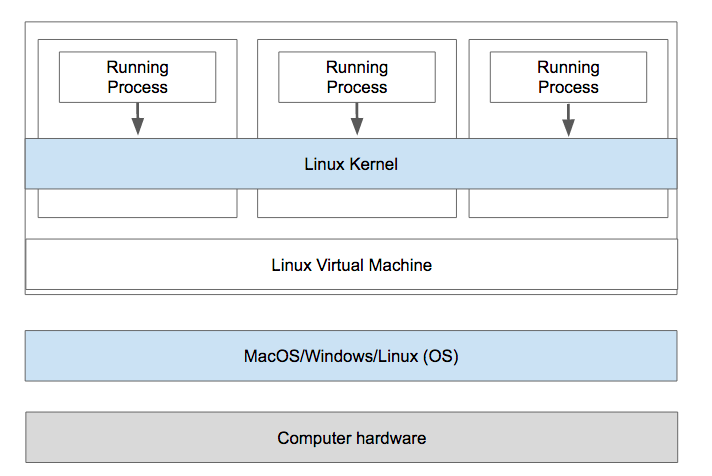 Running
Process
Running
Process
Running
Process
Linux Kernel
Linux Virtual Machine
MacOS/Windows/Linux (OS)
Computer hardware